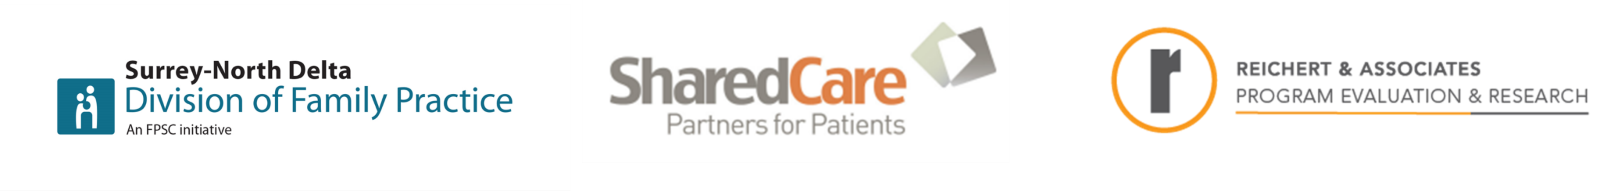 Surrey-North Delta
Division of Family Practice
An FPSC initiative
SharedCare
Partners for Patients
r
REICHERT & ASSOCIATES
PROGRAM EVALUATION & RESEARCH